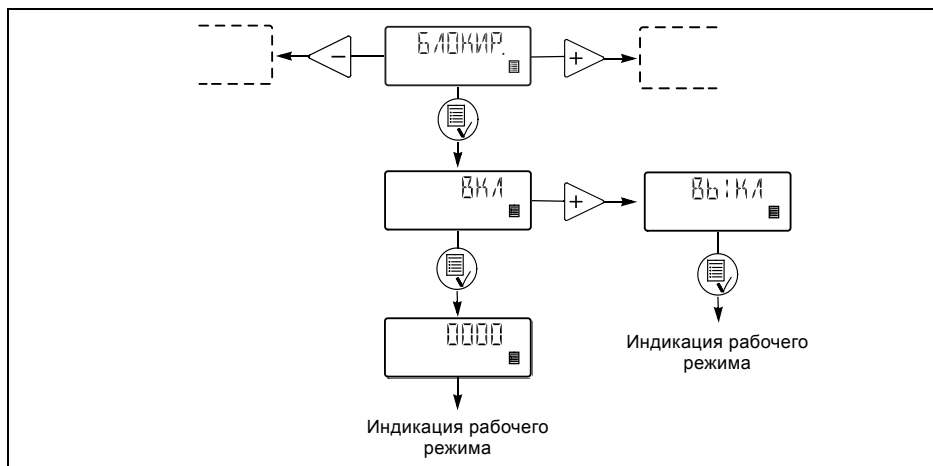 БЛОКИР.
−
+
ВКЛ
+
ВЫКЛ
0000
Индикация рабочего
режима
Индикация рабочего
режима